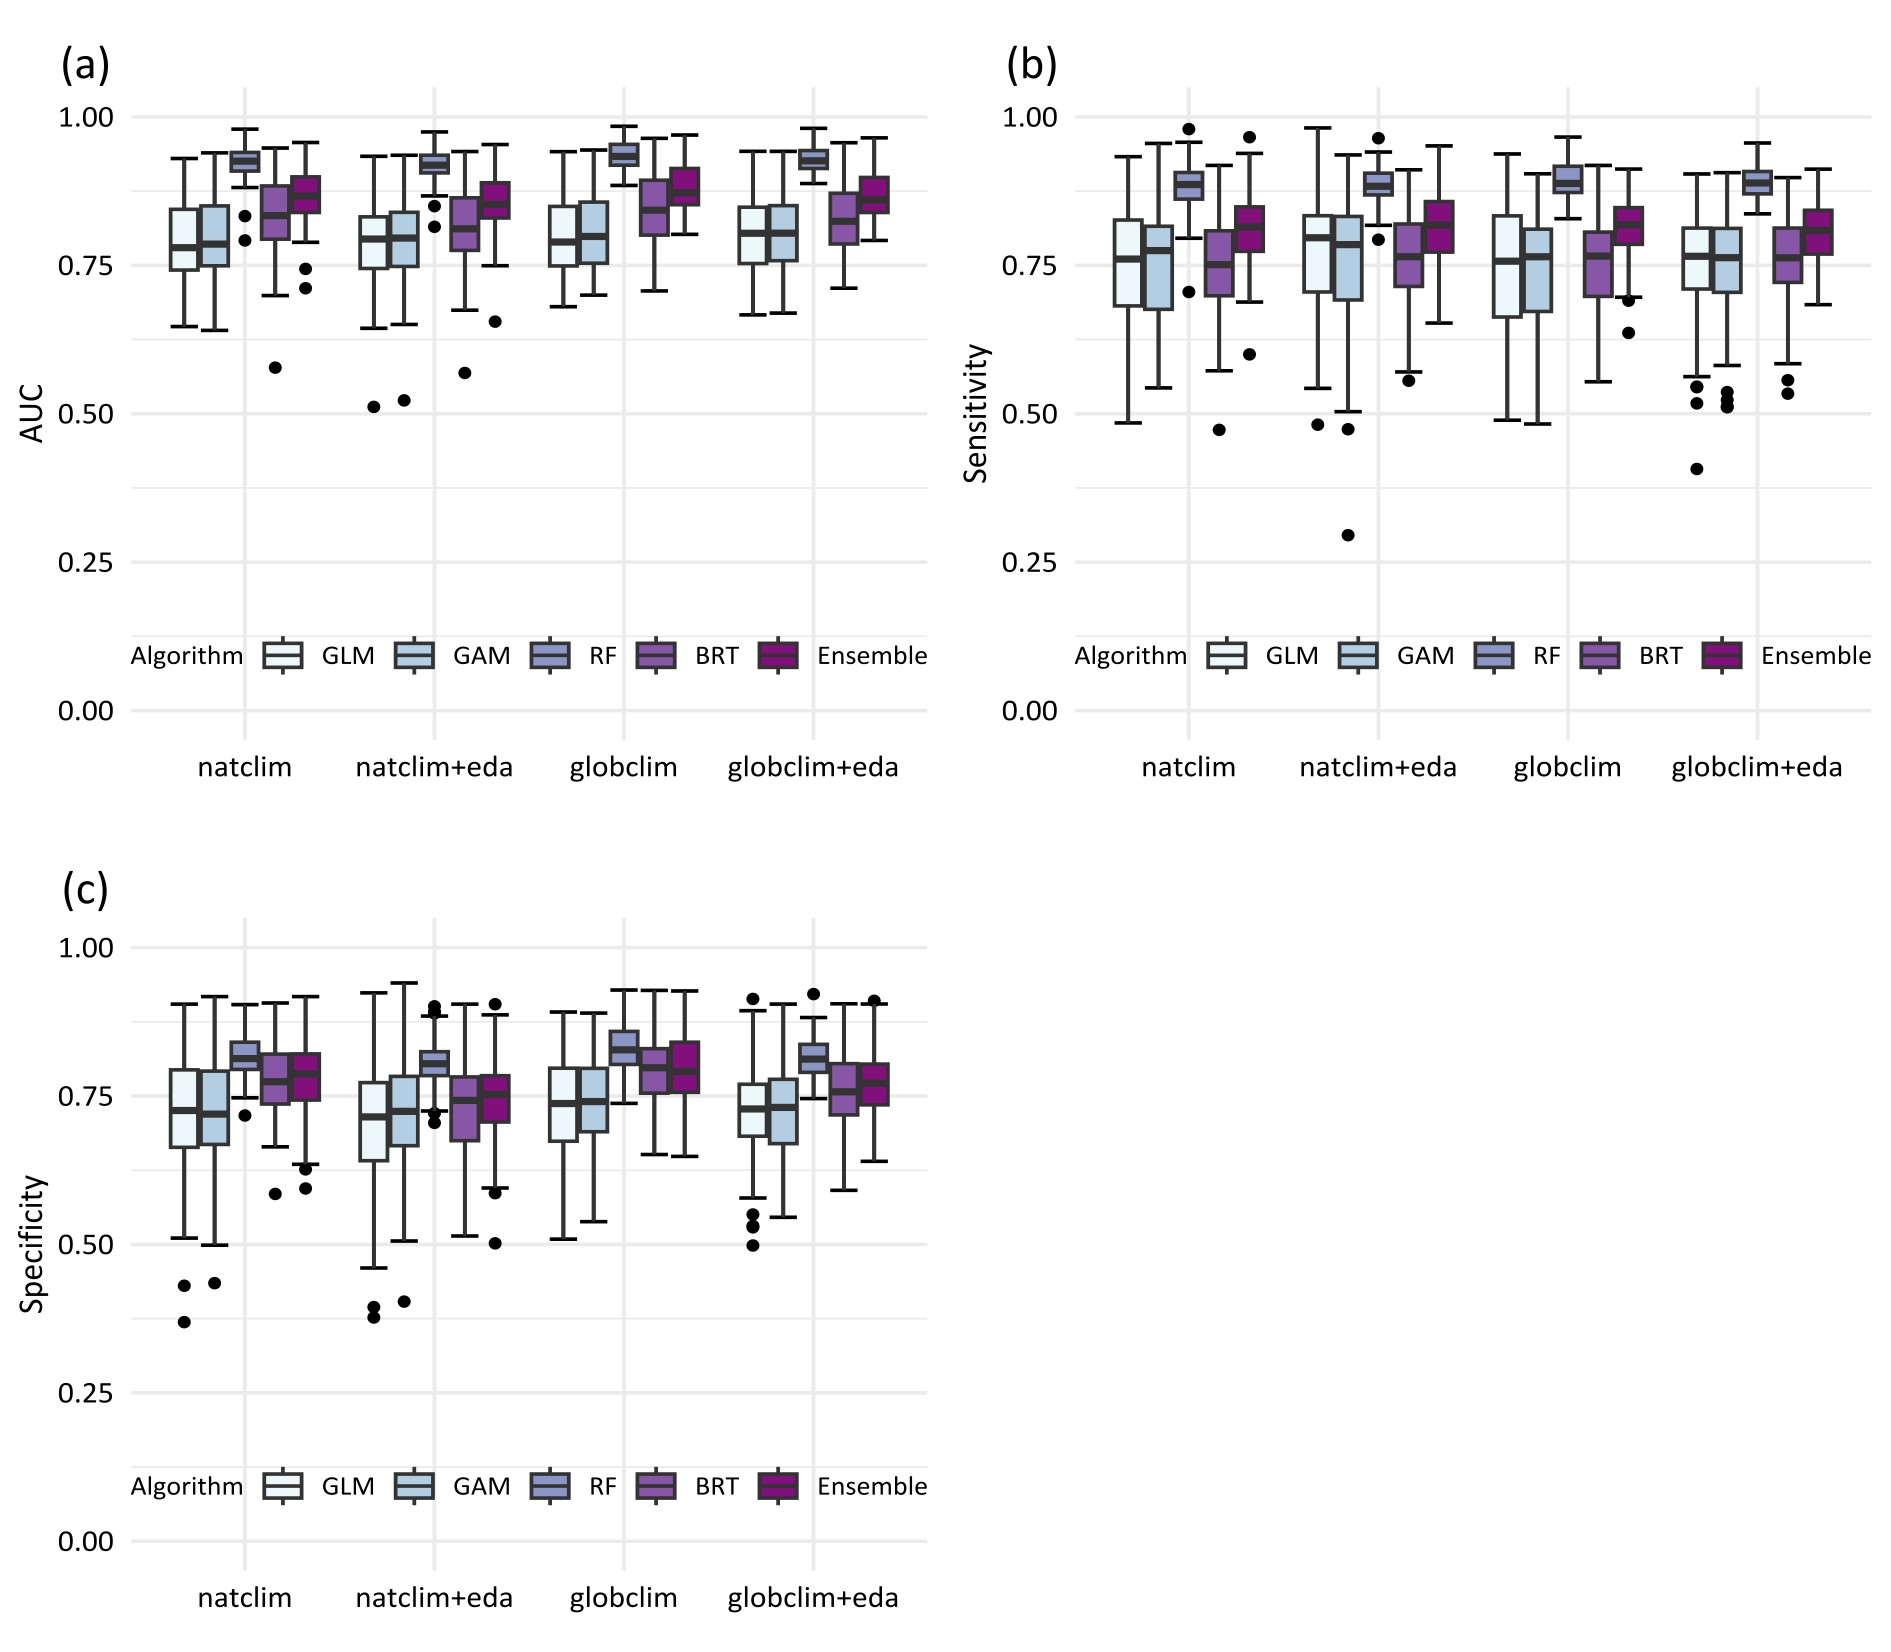 (a)
1.00
0.75
0.50
0.25
0.00
AUC
Algorithm GLM GAM RF BRT Ensemble
natclim natclim+eda globclim globclim+eda
(b)
1.00
0.75
0.50
0.25
0.00
Sensitivity
Algorithm GLM GAM RF BRT Ensemble
natclim natclim+eda globclim globclim+eda
(c)
1.00
0.75
0.50
0.25
0.00
Specificity
Algorithm GLM GAM RF BRT Ensemble
natclim natclim+eda globclim globclim+eda